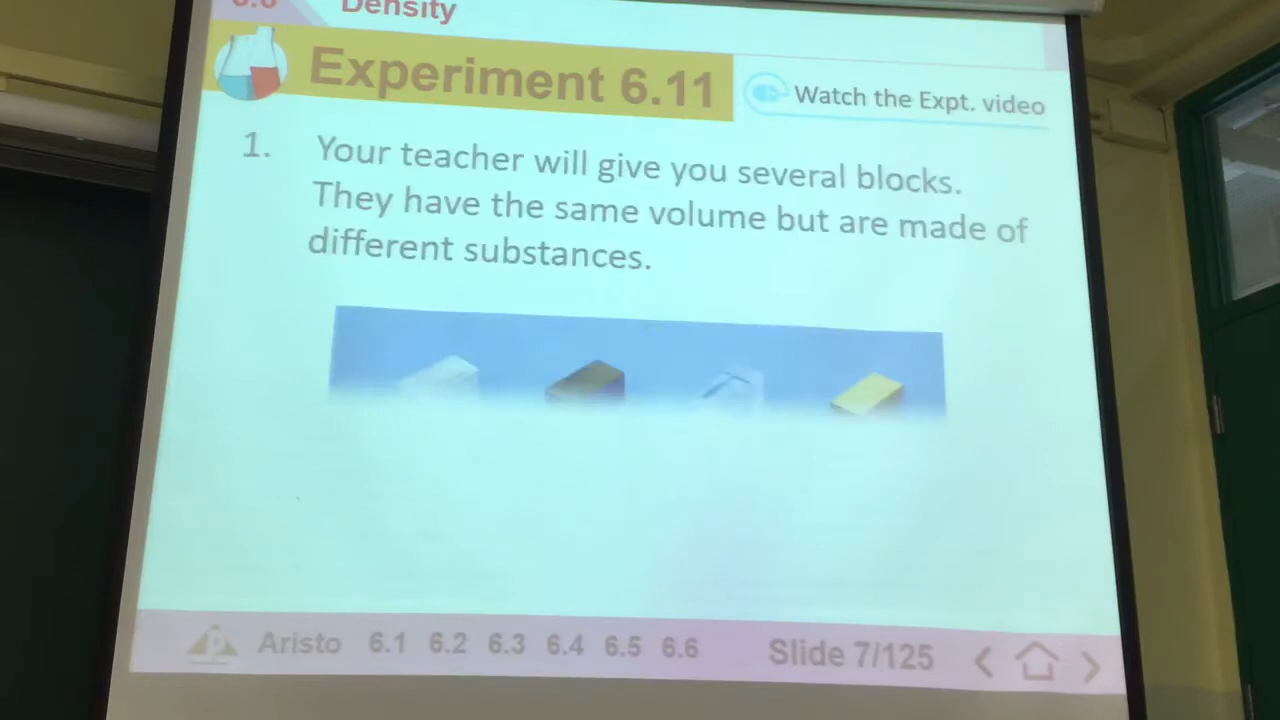 Density
Experiment 6.11
Watch the Expt. video
1. Your teacher will give you several blocks.
They have the same volume but are made of
different substances.
Aristo 6.1 6.2 6.3 6.4 6.5 6.6 Slide 7/125